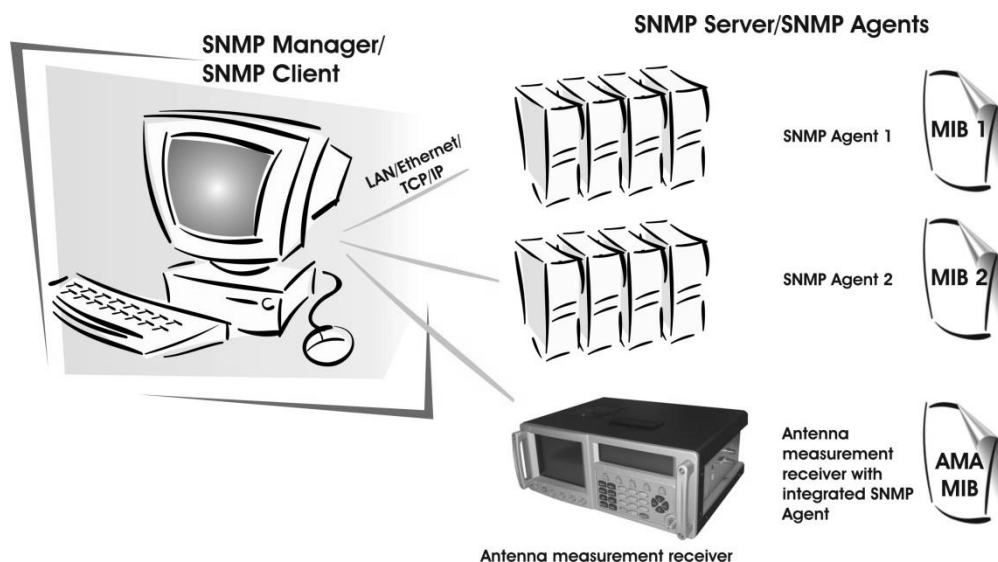 SNMP Server/SNMP Agents
SNMP Manager/
SNMP Client
LAN/Ethernet/
TCP/IP
SNMP Agent 1
MIB 1
SNMP Agent 2
MIB 2
Antenna
measurement
receiver with
integrated SNMP
Agent
AMA
MIB
Antenna measurement receiver